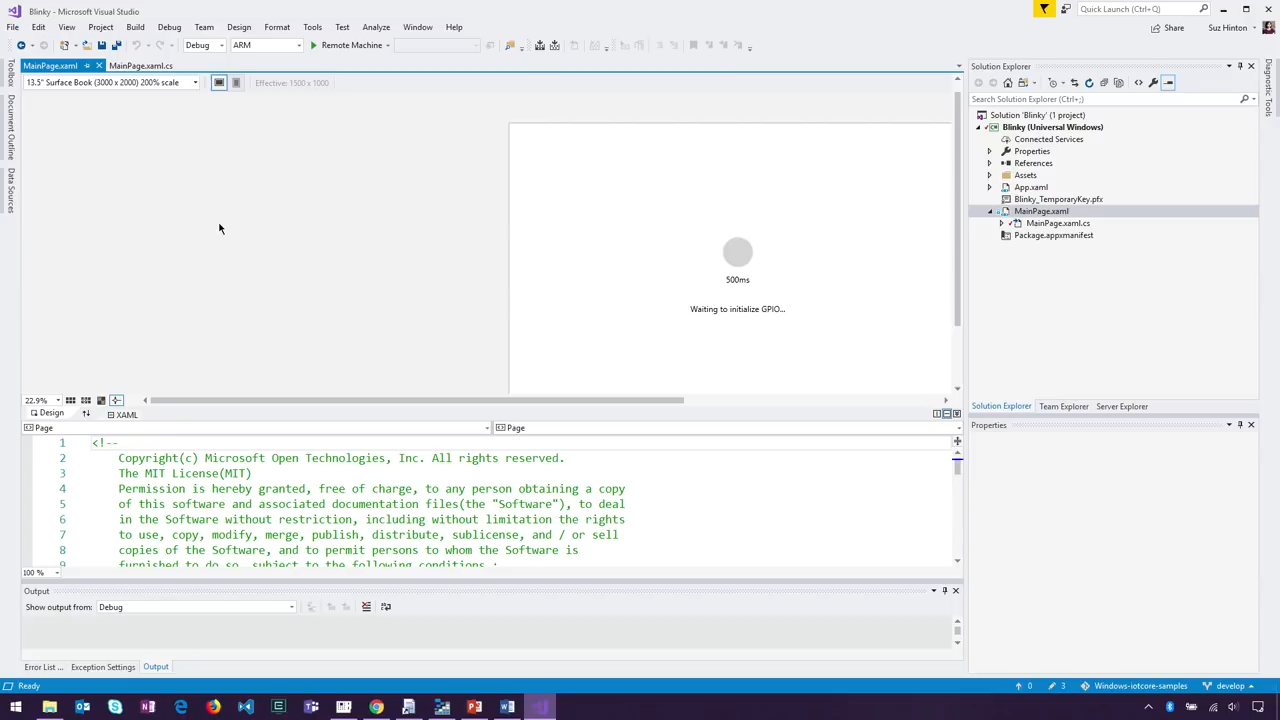 Blinky - Microsoft Visual Studio
Quick Launch (Ctrl+;)
File Edit View Project Build Debug Team Design Format Tools Test Analyze Window Help
Share Suz Hinton
Debug ARM Remote Machine
MainPage.xaml MainPage.xaml.cs
13.5" Surface Book (3000 x 2000) 200% scale Effective: 1500 x 1000
Toolbox
Document Outline
Data Sources
500ms
Waiting to initialize GPIO...
22.9%
Design XAML
Page Page
1 <!--
2 Copyright(c) Microsoft Open Technologies, Inc. All rights reserved.
3 The MIT License(MIT)
4 Permission is hereby granted, free of charge, to any person obtaining a copy
5 of this software and associated documentation files(the "Software"), to deal
6 in the Software without restriction, including without limitation the rights
7 to use, copy, modify, merge, publish, distribute, sublicense, and / or sell
8 copies of the Software, and to permit persons to whom the Software is
9 furnished to do so, subject to the following conditions :
100 %
Output
Show output from: Debug
Error List ... Exception Settings Output
Solution Explorer
Search Solution Explorer (Ctrl+;)
Solution 'Blinky' (1 project)
Blinky (Universal Windows)
Connected Services
Properties
References
Assets
App.xaml
Blinky_TemporaryKey.pfx
MainPage.xaml
MainPage.xaml.cs
Package.appxmanifest
Solution Explorer Team Explorer Server Explorer
Properties
Diagnostic Tools
Ready 0 3 Windows-iotcore-samples develop